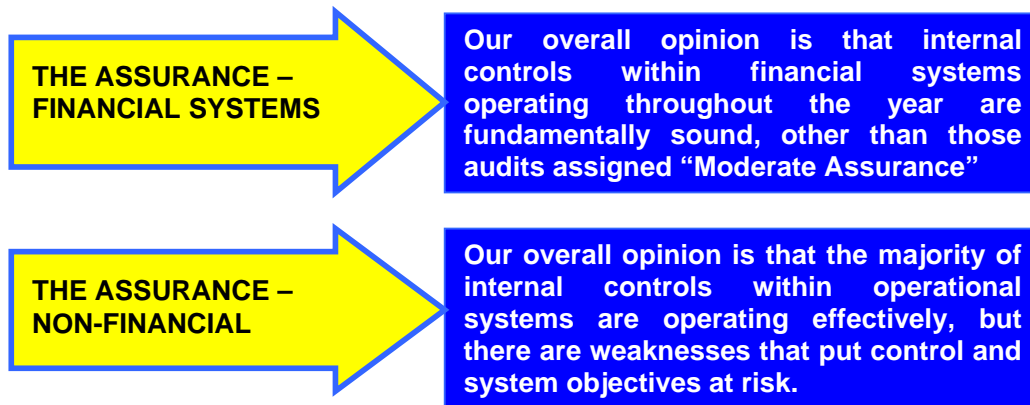 THE ASSURANCE –
FINANCIAL SYSTEMS
Our overall opinion is that internal
controls within financial systems
operating throughout the year are
fundamentally sound, other than those
audits assigned “Moderate Assurance”
THE ASSURANCE –
NON-FINANCIAL
Our overall opinion is that the majority of
internal controls within operational
systems are operating effectively, but
there are weaknesses that put control and
system objectives at risk.